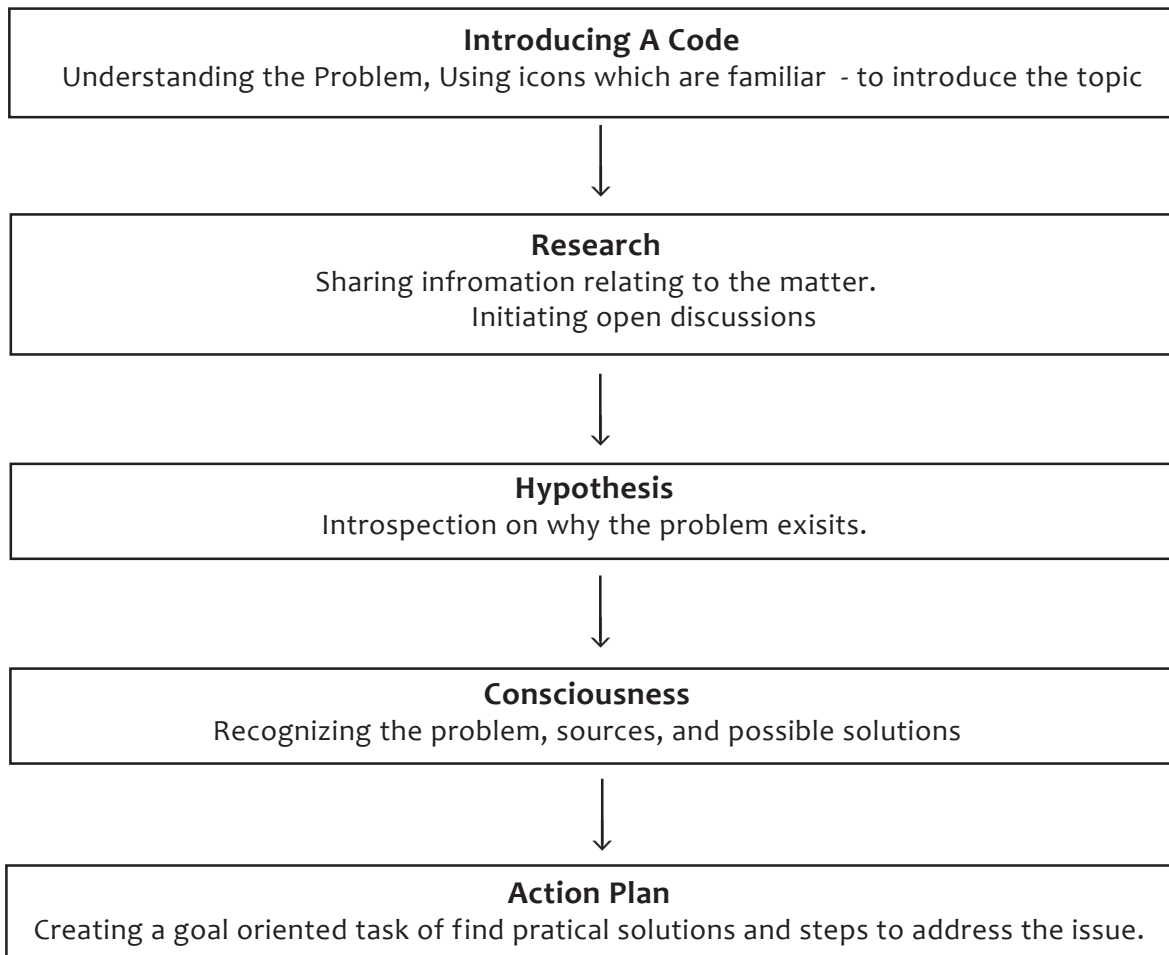 Introducing A Code
Understanding the Problem, Using icons which are familiar - to introduce the topic
Research
Sharing infromation relating to the matter.
Initiating open discussions
Hypothesis
Introspection on why the problem exisits.
Consciousness
Recognizing the problem, sources, and possible solutions
Action Plan
Creating a goal oriented task of find pratical solutions and steps to address the issue.